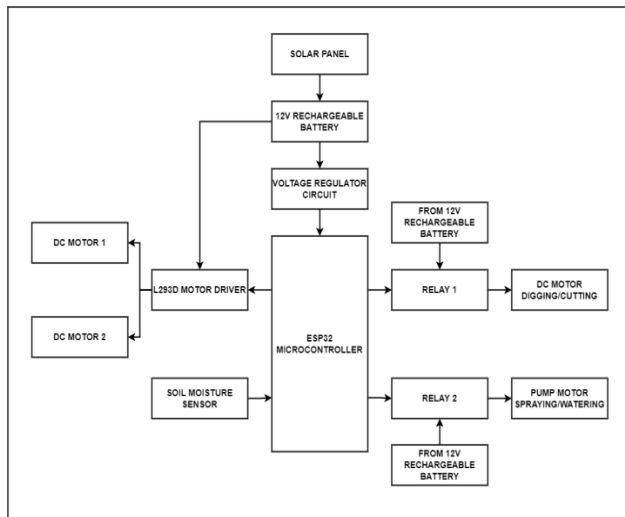 SOLAR PANEL
12V RECHARGEABLE
BATTERY
VOLTAGE REGULATOR
CIRCUIT
FROM 12V
RECHARGEABLE
BATTERY
DC MOTOR 1
L293D MOTOR DRIVER
RELAY 1
DC MOTOR
DIGGING/CUTTING
DC MOTOR 2
ESP32
MICROCONTROLLER
SOIL MOISTURE
SENSOR
RELAY 2
PUMP MOTOR
SPRAYING/WATERING
FROM 12V
RECHARGEABLE
BATTERY